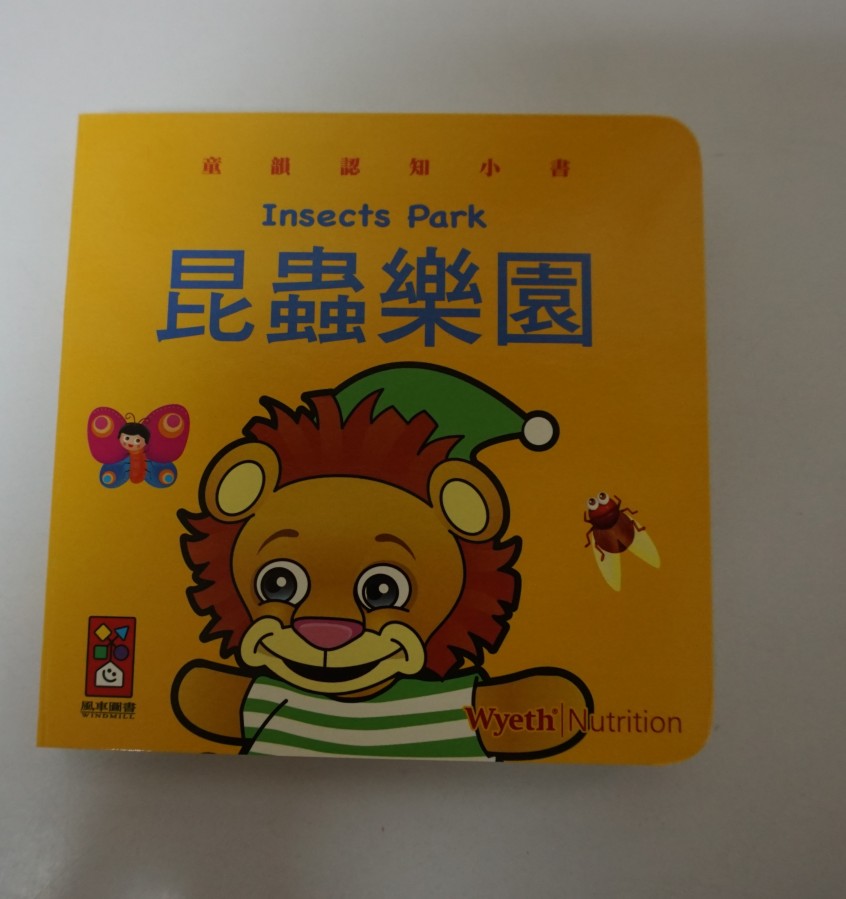 童韻認知小書
Insects Park
昆蟲樂園
風車圖書
WINDMILL
Wyeth® | Nutrition